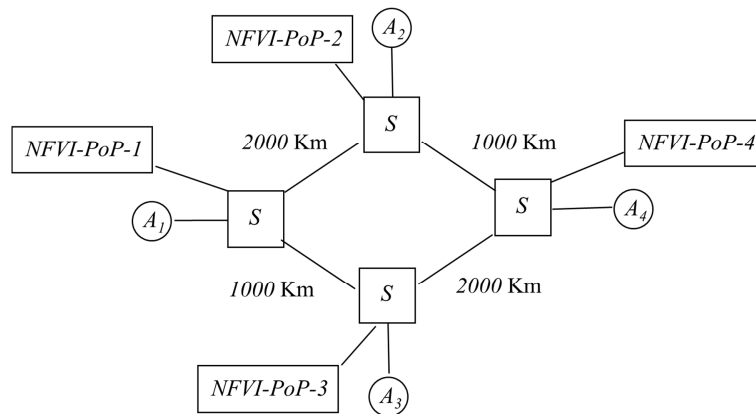 NFVI-PoP-2
A2
S
2000 Km
1000 Km
NFVI-PoP-4
NFVI-PoP-1
S
S
A1
A4
S
1000 Km
2000 Km
NFVI-PoP-3
A3